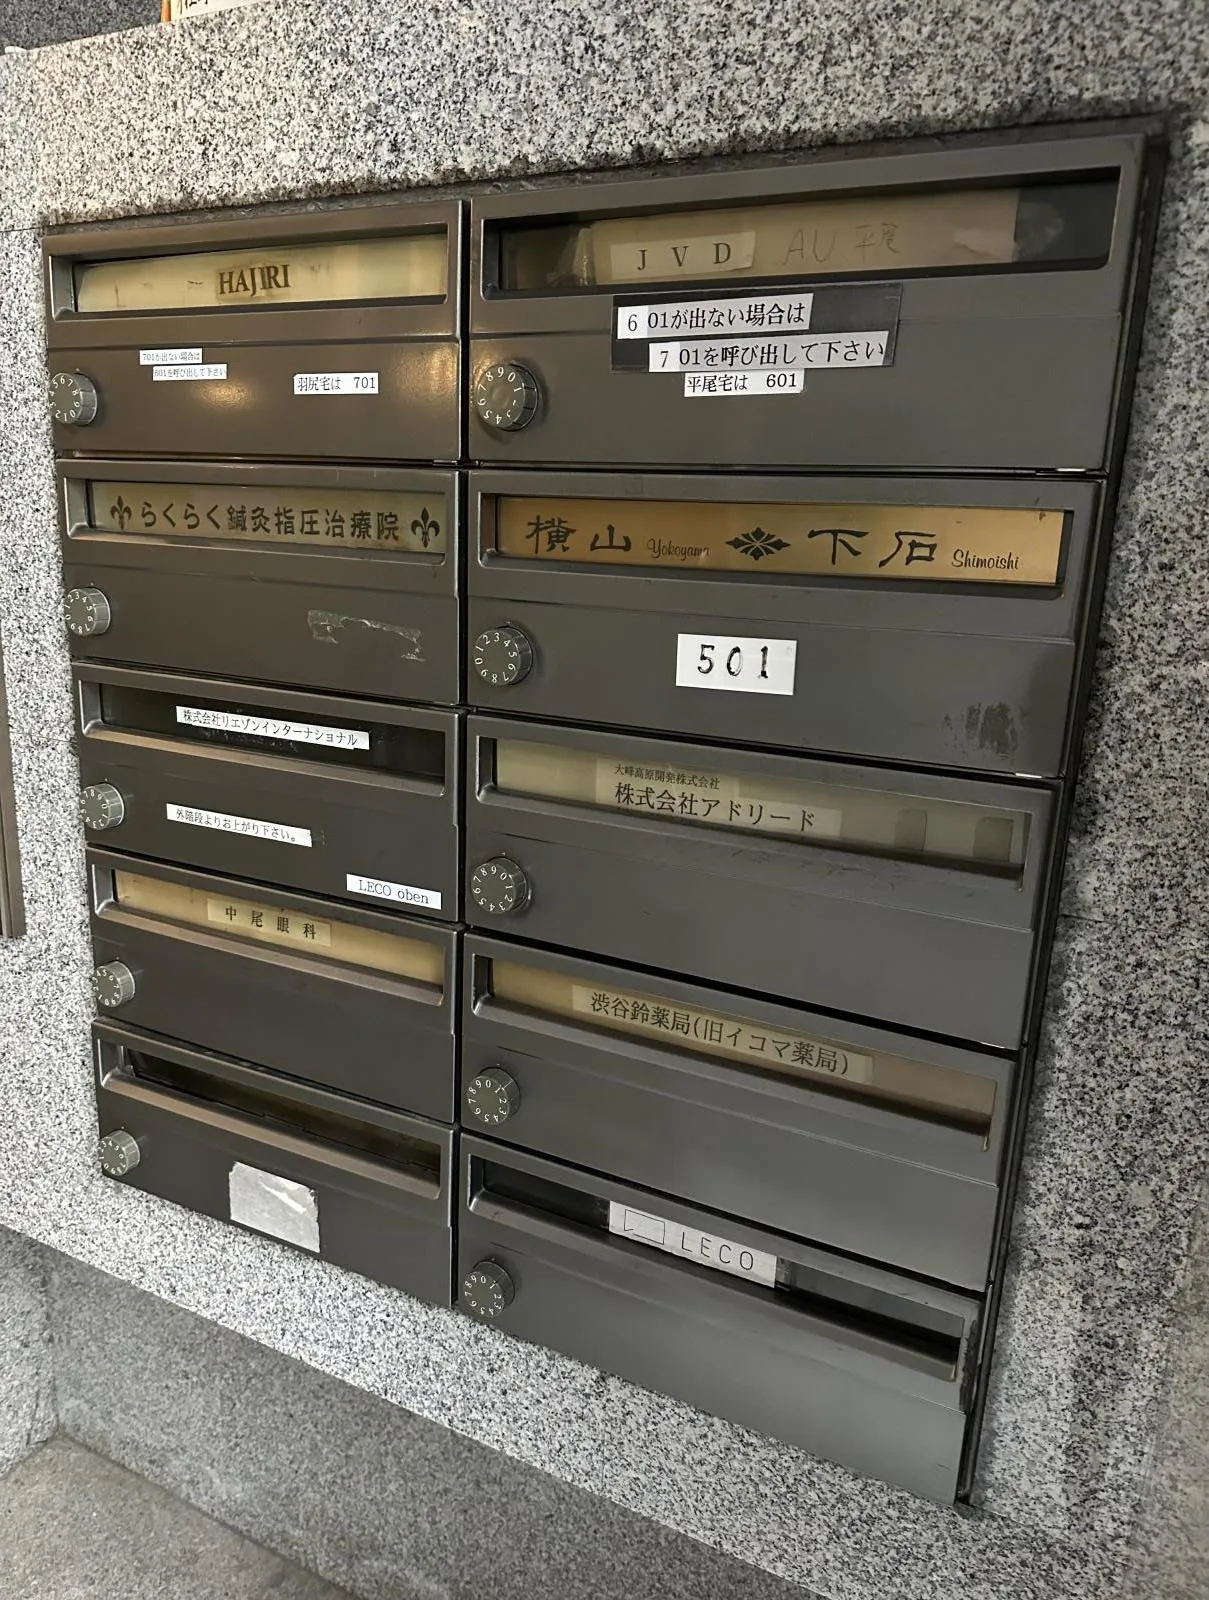 HAJIRI
701が出ない場合は
601を呼び出して下さい
羽尻宅は 701
J V D AU 平尾
6 01が出ない場合は
7 01を呼び出して下さい
平尾宅は 601
らくらく鍼灸指圧治療院
横山 Yokoyama 下石 Shimoishi
501
株式会社リエゾンインターナショナル
外階段よりお上がり下さい。
LECO oben
大峰高原開発株式会社
株式会社アドリード
中尾眼科
渋谷鈴薬局(旧イコマ薬局)
LECO